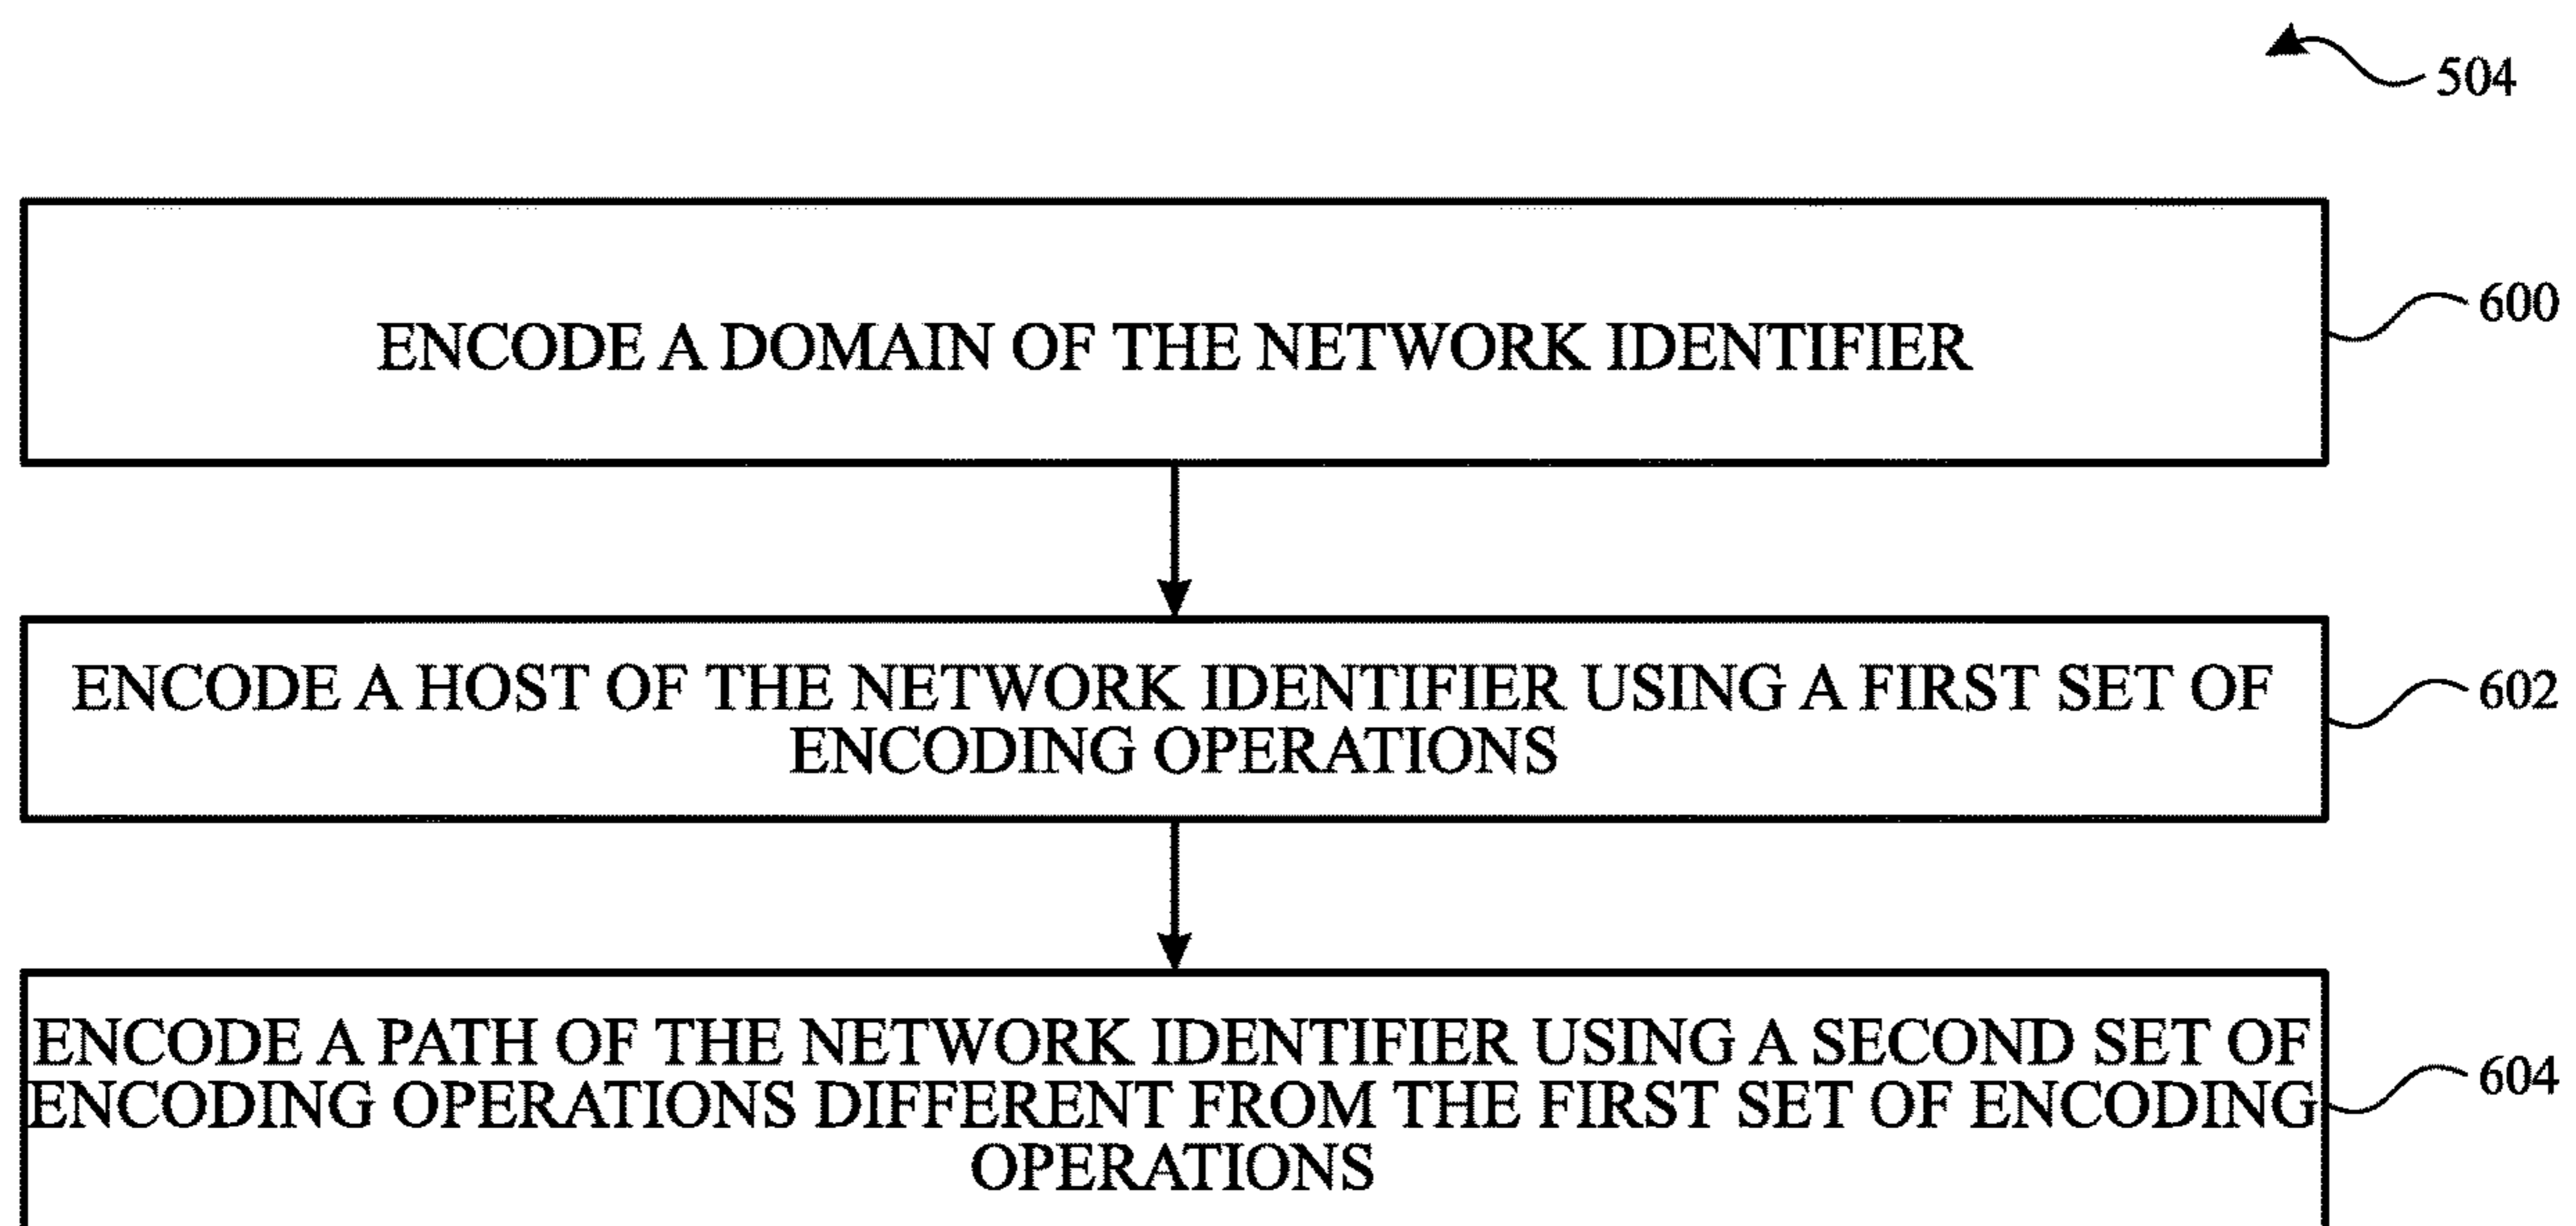 504
ENCODE A DOMAIN OF THE NETWORK IDENTIFIER
600
ENCODE A HOST OF THE NETWORK IDENTIFIER USING A FIRST SET OF
ENCODING OPERATIONS
602
ENCODE A PATH OF THE NETWORK IDENTIFIER USING A SECOND SET OF
ENCODING OPERATIONS DIFFERENT FROM THE FIRST SET OF ENCODING
OPERATIONS
604